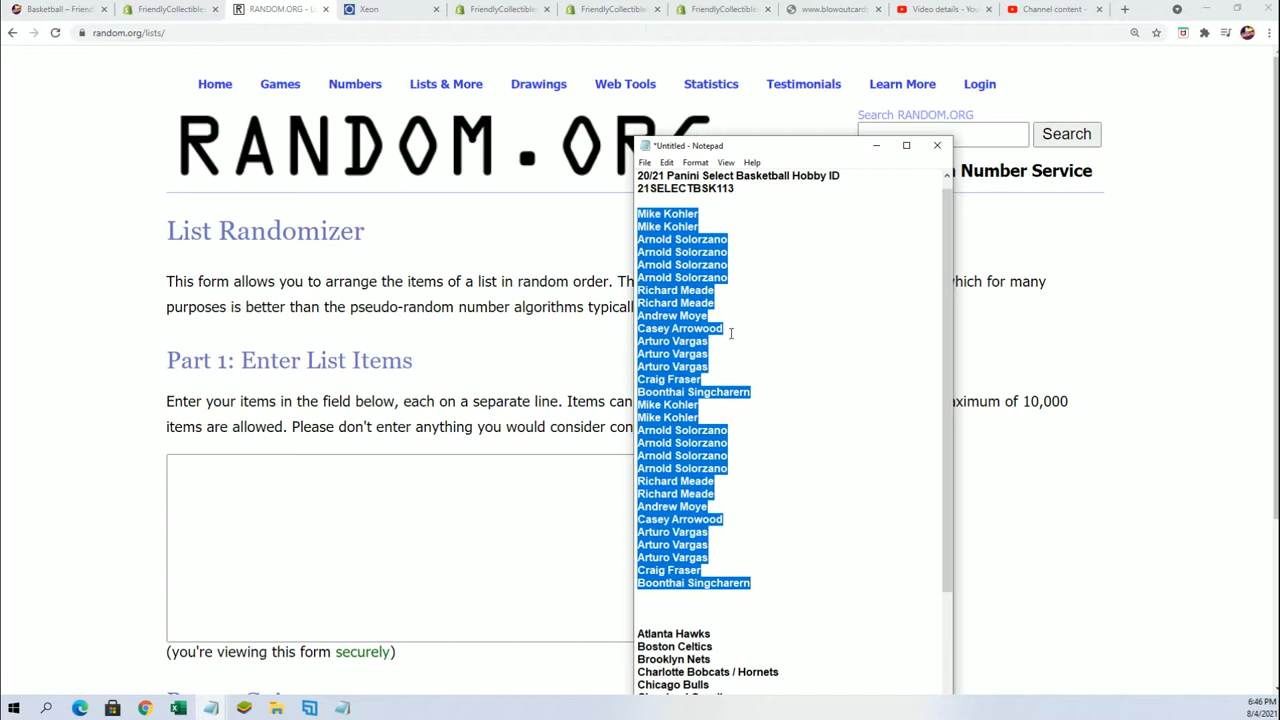 Basketball – Friendly
FriendlyCollectibles
RANDOM.ORG - L
Xeon
FriendlyCollectibles
FriendlyCollectibles
FriendlyCollectibles
www.blowoutcards
Video details - You
Channel content -
random.org/lists/
Home
Games
Numbers
Lists & More
Drawings
Web Tools
Statistics
Testimonials
Learn More
Login
Search RANDOM.ORG
RANDOM.ORG
Search
Number Service
List Randomizer
This form allows you to arrange the items of a list in random order. Th
which for many
purposes is better than the pseudo-random number algorithms typically
Part 1: Enter List Items
Enter your items in the field below, each on a separate line. Items can
aximum of 10,000
items are allowed. Please don't enter anything you would consider con
(you're viewing this form securely)
*Untitled - Notepad
File Edit Format View Help
20/21 Panini Select Basketball Hobby ID
21SELECTBSK113
Mike Kohler
Mike Kohler
Arnold Solorzano
Arnold Solorzano
Arnold Solorzano
Arnold Solorzano
Richard Meade
Richard Meade
Andrew Moye
Casey Arrowood
Arturo Vargas
Arturo Vargas
Arturo Vargas
Craig Fraser
Boonthai Singcharern
Mike Kohler
Mike Kohler
Arnold Solorzano
Arnold Solorzano
Arnold Solorzano
Arnold Solorzano
Richard Meade
Richard Meade
Andrew Moye
Casey Arrowood
Arturo Vargas
Arturo Vargas
Arturo Vargas
Craig Fraser
Boonthai Singcharern
Atlanta Hawks
Boston Celtics
Brooklyn Nets
Charlotte Bobcats / Hornets
Chicago Bulls
6:46 PM
8/4/2021